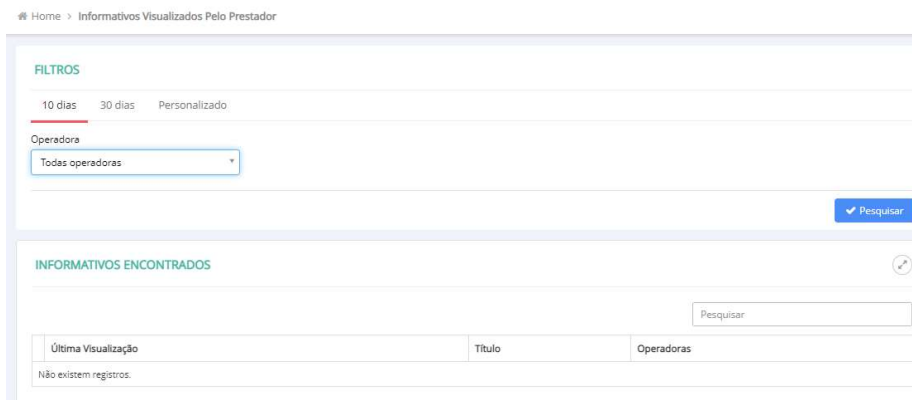 Home > Informativos Visualizados Pelo Prestador
FILTROS
10 dias 30 dias Personalizado
Operadora
Todas operadoras
Pesquisar
INFORMATIVOS ENCONTRADOS
Pesquisar
Última Visualização Título Operadoras
Não existem registros.